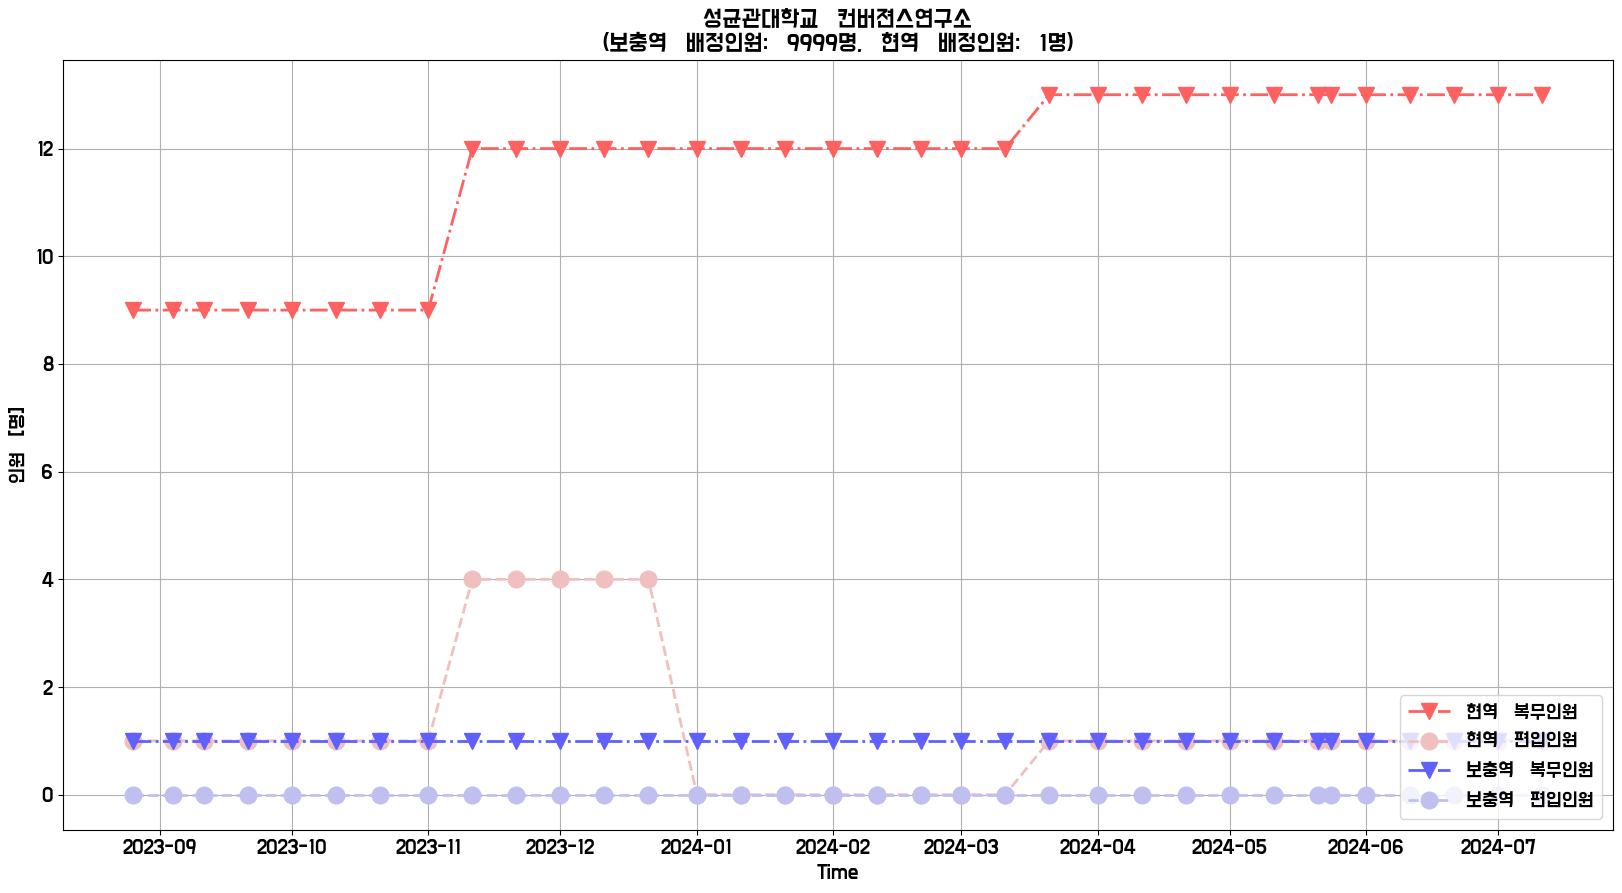 성균관대학교 컨버젼스연구소
(보충역 배정인원: 9999명, 현역 배정인원: 1명)
인원 [명]
12
10
8
6
4
2
0
현역 복무인원
현역 편입인원
보충역 복무인원
보충역 편입인원
2023-09 2023-10 2023-11 2023-12 2024-01 2024-02 2024-03 2024-04 2024-05 2024-06 2024-07
Time